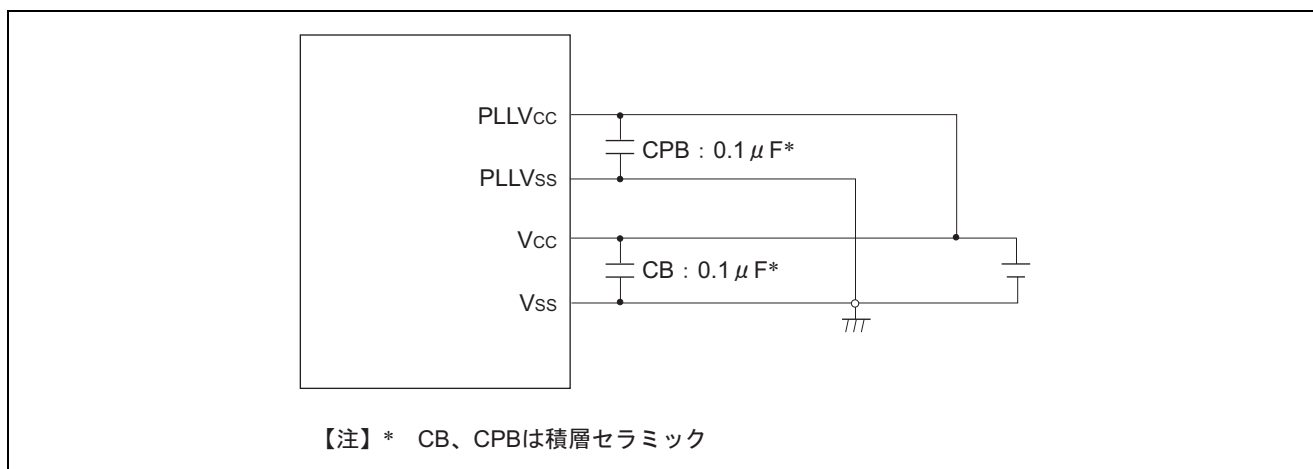 PLLVCC
CPB：0.1μF*
PLLVSS
VCC
CB：0.1μF*
VSS
【注】* CB、CPBは積層セラミック